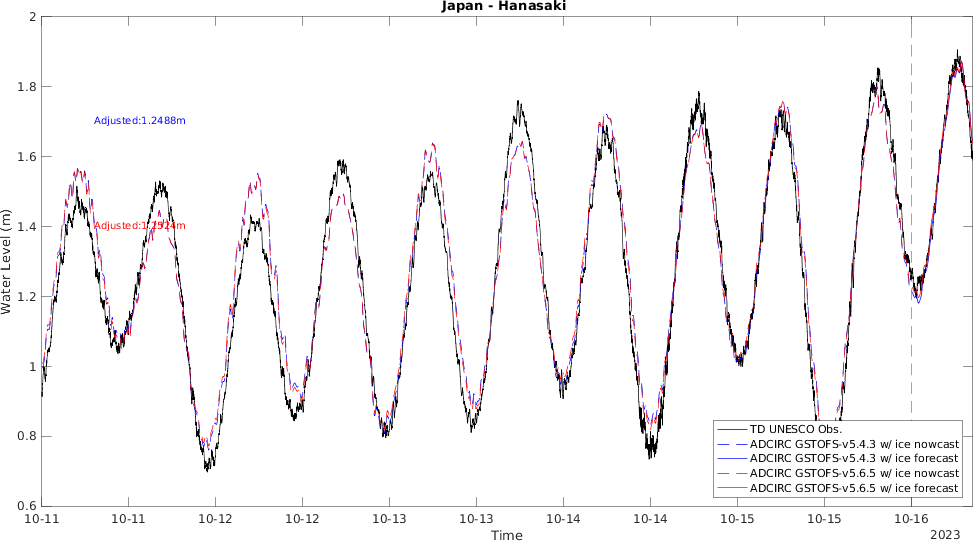 Japan - Hanasaki
2
1.8
1.6
1.4
1.2
1
0.8
0.6
Water Level (m)
Adjusted:1.2488m
Adjusted:1.2524m
TD UNESCO Obs.
ADCIRC GSTOFS-v5.4.3 w/ ice nowcast
ADCIRC GSTOFS-v5.4.3 w/ ice forecast
ADCIRC GSTOFS-v5.6.5 w/ ice nowcast
ADCIRC GSTOFS-v5.6.5 w/ ice forecast
10-11 10-11 10-12 10-12 10-13 10-13 10-14 10-14 10-15 10-15 10-16
Time
2023